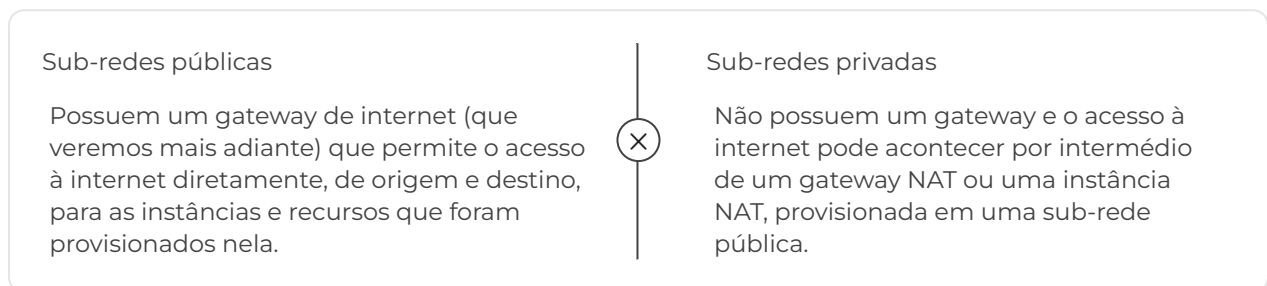 Sub-redes públicas
Possuem um gateway de internet (que
veremos mais adiante) que permite o acesso
à internet diretamente, de origem e destino,
para as instâncias e recursos que foram
provisionados nela.
Sub-redes privadas
Não possuem um gateway e o acesso à
internet pode acontecer por intermédio
de um gateway NAT ou uma instância
NAT, provisionada em uma sub-rede
pública.